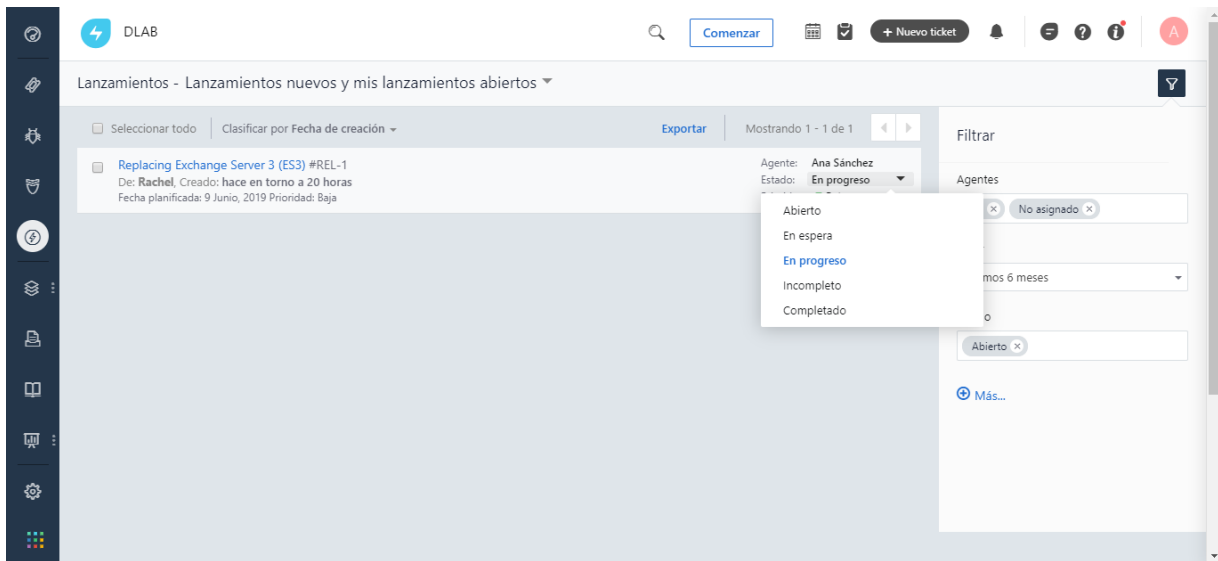 DLAB
Comenzar
+ Nuevo ticket
A
Lanzamientos - Lanzamientos nuevos y mis lanzamientos abiertos
Seleccionar todo
Clasificar por Fecha de creación
Exportar
Mostrando 1 - 1 de 1
Replacing Exchange Server 3 (ES3) #REL-1
De: Rachel, Creado: hace en torno a 20 horas
Fecha planificada: 9 Junio, 2019 Prioridad: Baja
Agente: Ana Sánchez
Estado: En progreso
Abierto
En espera
En progreso
Incompleto
Completado
Filtrar
Agentes
No asignado
mos 6 meses
o
Abierto
Más...